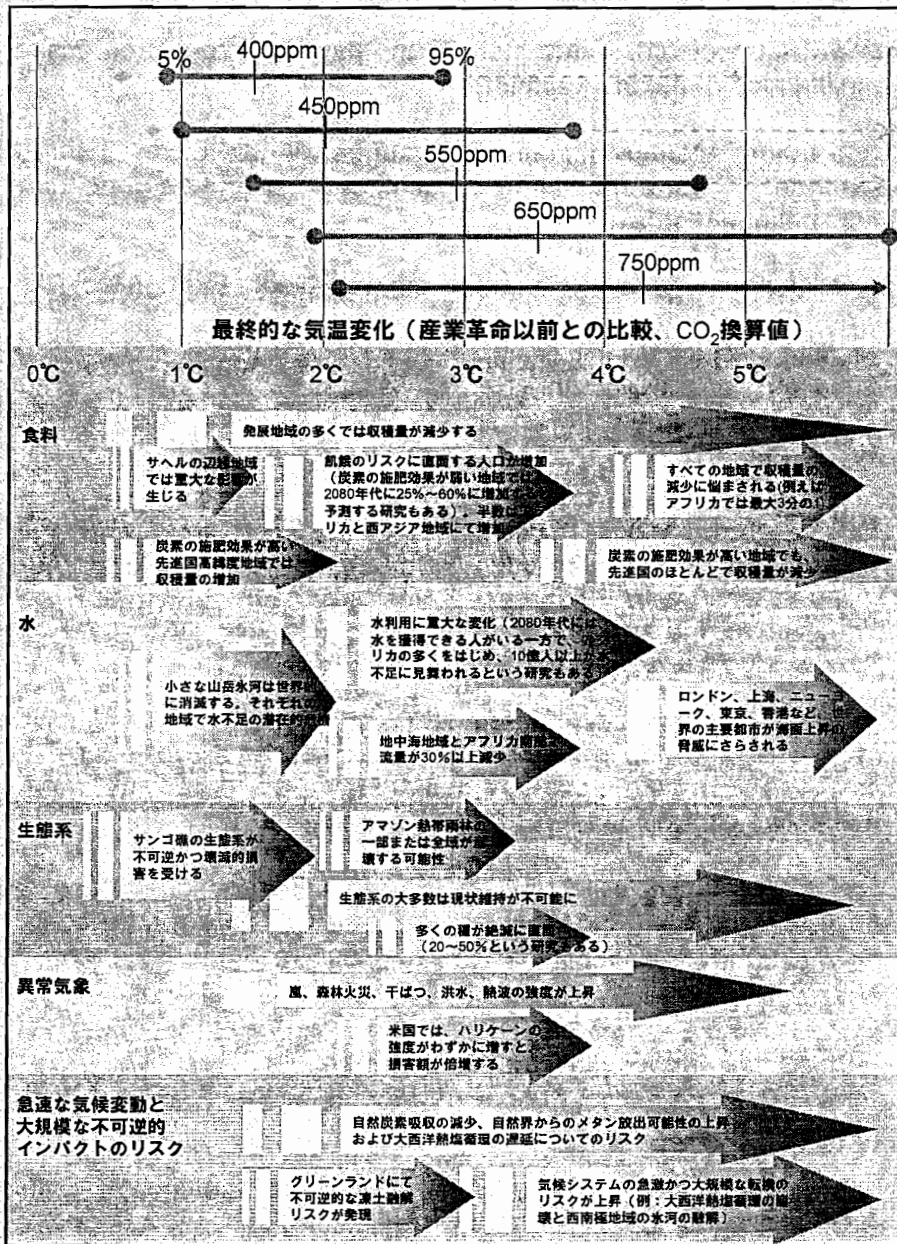 5% 400ppm 95%
450ppm
550ppm
650ppm
750ppm
最終的な気温変化(産業革命以前との比較、CO₂換算値)
0℃ 1℃ 2℃ 3℃ 4℃ 5℃
食料
発展地域の多くでは収穫量が減少する
サヘルの辺縁地域
では重大な影響が
生じる
飢餓のリスクに直面する人口が増加
(炭素の施肥効果が弱い地域では
2080年代に25%～60%に増加する
予測する研究もある)。半数は
リカと西アジア地域にて増加
すべての地域で収穫量の
減少に悩まされる(例えば
アフリカでは最大3分の1
炭素の施肥効果が高い
先進国高緯度地域では
収穫量の増加
炭素の施肥効果が高い地域でも、
先進国のほとんどで収穫量が減少
水
水利用に重大な変化(2080年代には
水を獲得できる人がいる一方で、
リカの多くをはじめ、10億人以上が水
不足に見舞われるという研究もある
小さな山岳氷河は世界的
に消滅する。それぞれの
地域で水不足の潜在的
地中海地域とアフリカ南部
流量が30%以上減少
ロンドン、上海、ニューヨ
ーク、東京、香港など、世
界の主要都市が海面上昇の
脅威にさらされる
生態系
サンゴ礁の生態系が
不可逆かつ壊滅的損
害を受ける
アマゾン熱帯雨林の
一部または全域が崩
壊する可能性
生態系の大多数は現状維持が不可能に
多くの種が絶滅に直面
(20～50%という研究もある)
異常気象
嵐、森林火災、干ばつ、洪水、熱波の強度が上昇
米国では、ハリケーンの
強度がわずかに増すと、
損害額が倍増する
急速な気候変動と
大規模な不可逆的
インパクトのリスク
自然炭素吸収の減少、自然界からのメタン放出可能性の上昇
および大西洋熱塩循環の遅延についてのリスク
グリーンランドにて
不可逆的な凍土融解
リスクが発現
気候システムの急激かつ大規模な転換の
リスクが上昇(例:大西洋熱塩循環の崩
壊と西南極地域の氷河の融解)